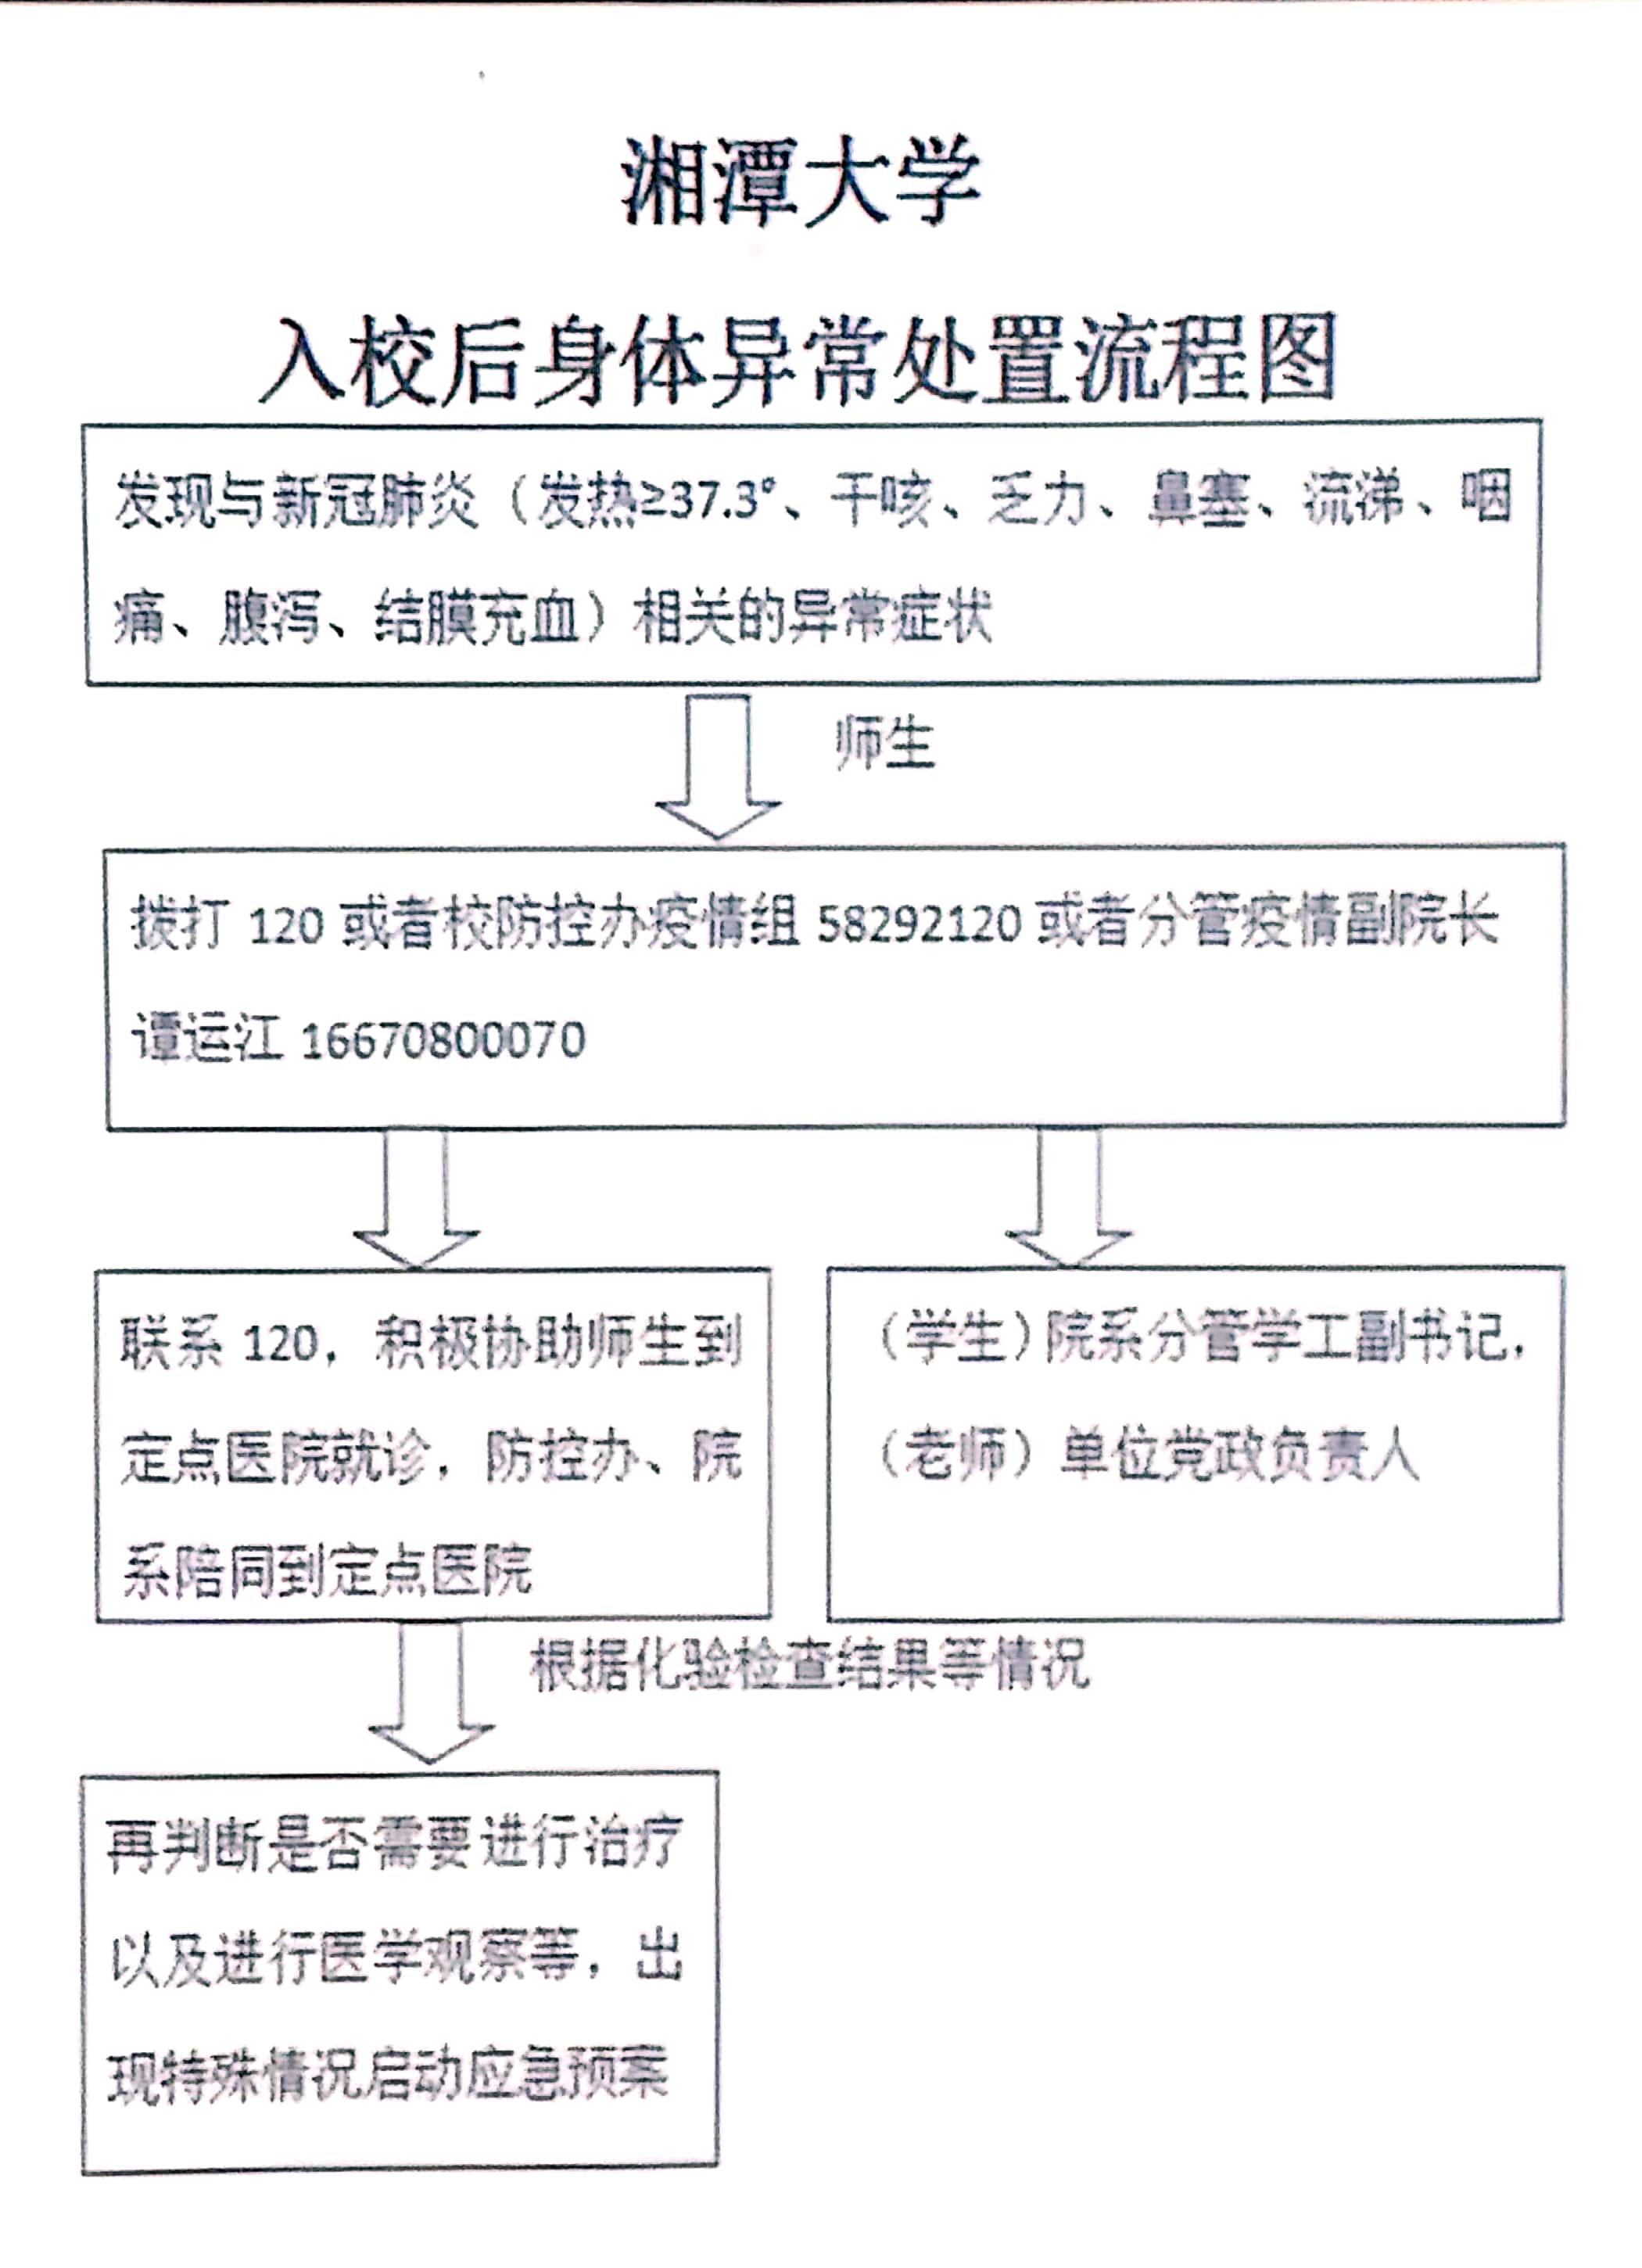 湘潭大学
入校后身体异常处置流程图
发现与新冠肺炎（发热≥37.3°、干咳、乏力、鼻塞、流涕、咽
痛、腹泻、结膜充血）相关的异常症状
师生
拨打 120 或者校防控办疫情组 58292120 或者分管疫情副院长
谭运江 16670800070
联系 120，积极协助师生到
定点医院就诊，防控办、院
系陪同到定点医院
（学生）院系分管学工副书记，
（老师）单位党政负责人
根据化验检查结果等情况
再判断是否需要进行治疗
以及进行医学观察等，出
现特殊情况启动应急预案